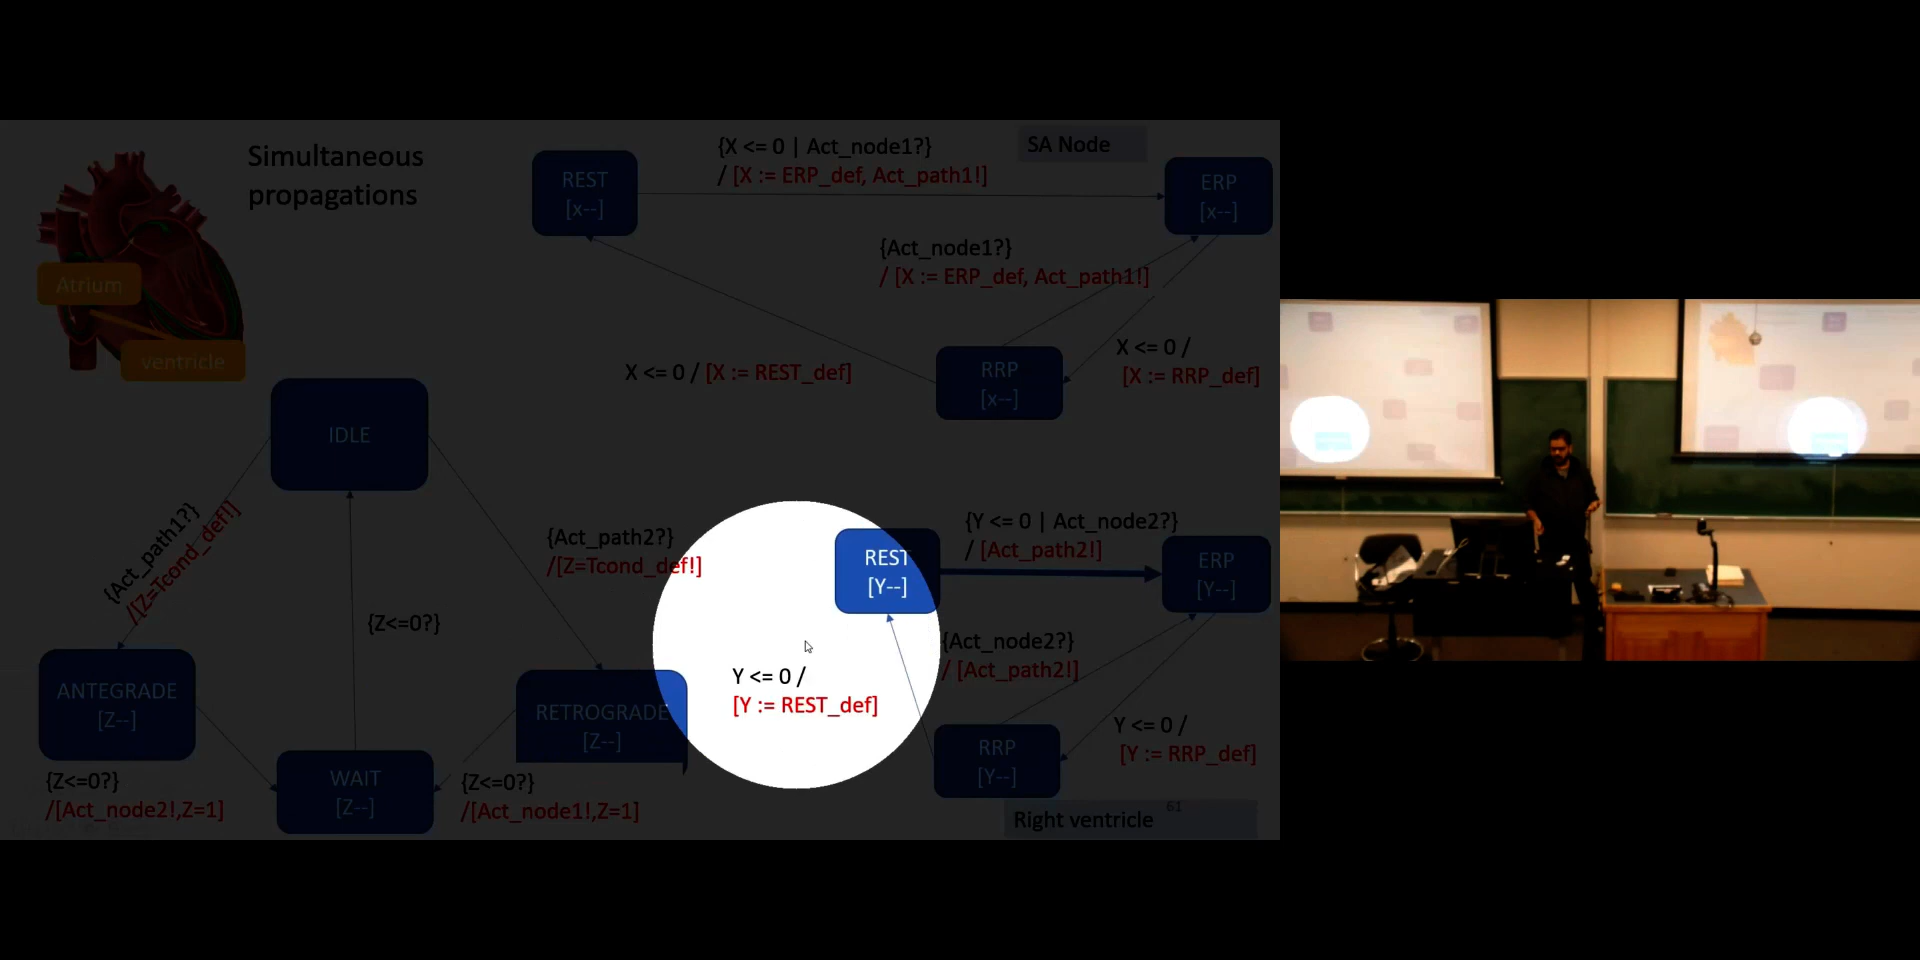 Simultaneous
propagations
Atrium
ventricle
SA Node
REST
[x--]
{X <= 0 | Act_node1?}
/ [X := ERP_def, Act_path1!]
ERP
[x--]
{Act_node1?}
/ [X := ERP_def, Act_path1!]
X <= 0 / [X := REST_def]
RRP
[x--]
X <= 0 /
[X := RRP_def]
IDLE
{Act_path1?}
/[Z=Tcond_def!]
{Act_path2?}
/[Z=Tcond_def!]
{Z<=0?}
ANTEGRADE
[Z--]
RETROGRADE
[Z--]
WAIT
[Z--]
{Z<=0?}
/[Act_node2!,Z=1]
{Z<=0?}
/[Act_node1!,Z=1]
REST
[Y--]
{Y <= 0 | Act_node2?}
/ [Act_path2!]
ERP
[Y--]
{Act_node2?}
/ [Act_path2!]
Y <= 0 /
[Y := REST_def]
RRP
[Y--]
Y <= 0 /
[Y := RRP_def]
Right ventricle
61